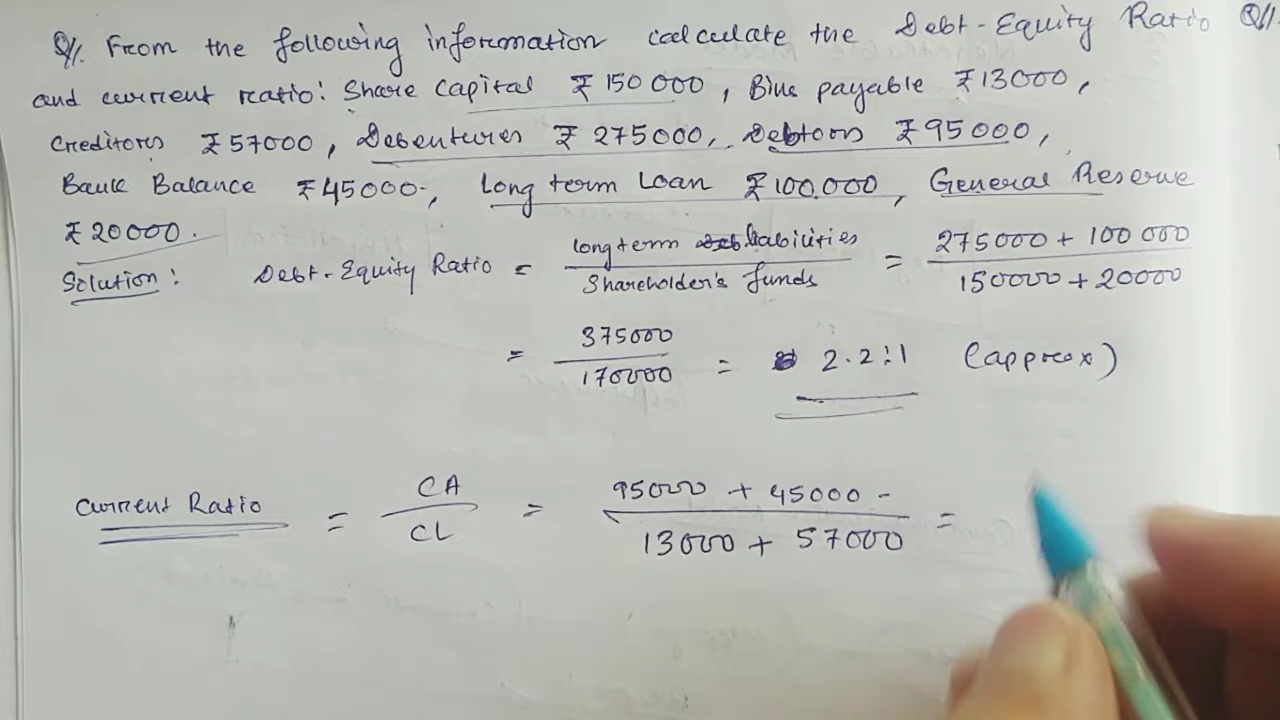 Q/. From the following information calculate the Debt-Equity Ratio Q/1.
and current ratio: Share capital ₹150000, Bills payable ₹13000,
Creditors ₹57000, Debentures ₹275000, Debtors ₹95000,
Bank Balance ₹45000-, Long term Loan ₹100.000, General Reserve
₹20000.
Solution: Debt-Equity Ratio = long term liabilities / Shareholder's funds = 275000 + 100000 / 150000 + 20000
= 375000 / 170000 = 2.2:1 (approx)
Current Ratio = CA / CL = 95000 + 45000 - / 13000 + 57000 =